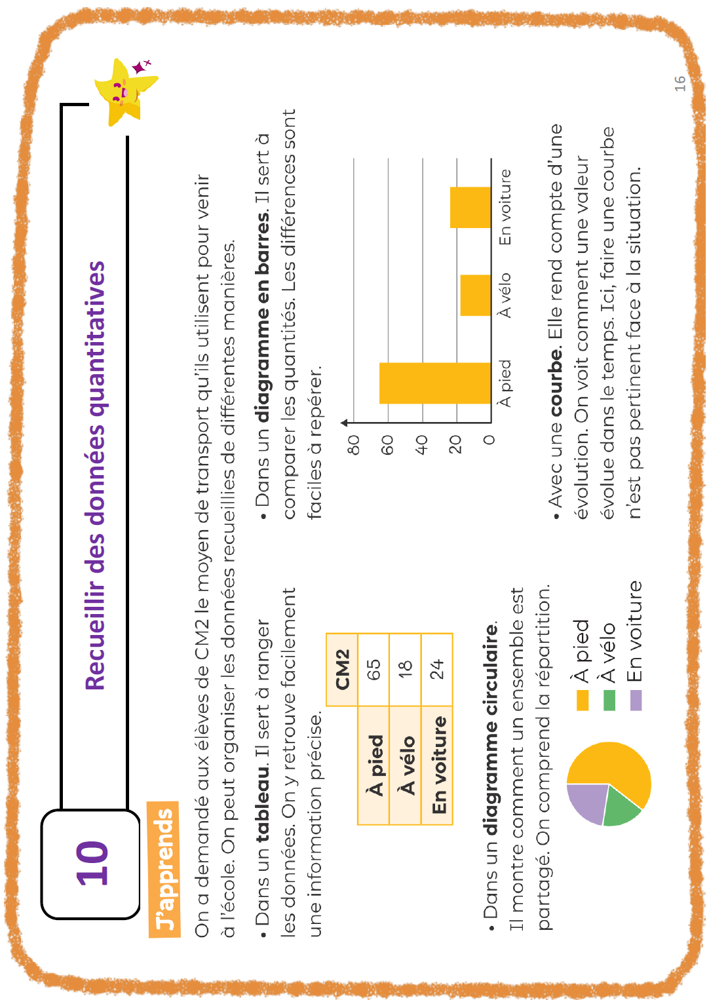 10
Recueillir des données quantitatives
J'apprends
On a demandé aux élèves de CM2 le moyen de transport qu'ils utilisent pour venir
à l'école. On peut organiser les données recueillies de différentes manières.
• Dans un tableau. Il sert à ranger
les données. On y retrouve facilement
une information précise.
CM2
À pied 65
À vélo 18
En voiture 24
• Dans un diagramme circulaire.
Il montre comment un ensemble est
partagé. On comprend la répartition.
À pied
À vélo
En voiture
• Dans un diagramme en barres. Il sert à
comparer les quantités. Les différences sont
faciles à repérer.
80
60
40
20
0
À pied À vélo En voiture
• Avec une courbe. Elle rend compte d'une
évolution. On voit comment une valeur
évolue dans le temps. Ici, faire une courbe
n'est pas pertinent face à la situation.
16